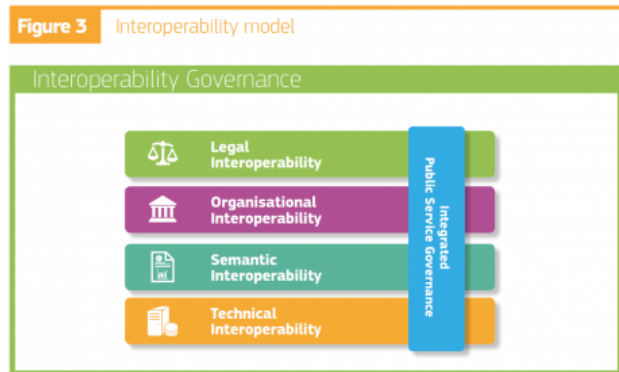 Figure 3 Interoperability model
Interoperability Governance
Legal
Interoperability
Organisational
Interoperability
Semantic
Interoperability
Technical
Interoperability
Integrated
Public Service Governance